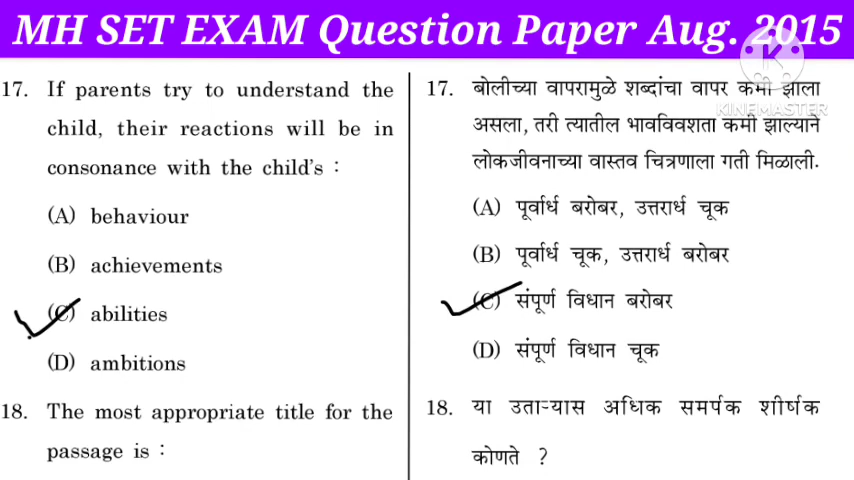 MH SET EXAM Question Paper Aug. 2015
KINEMASTER
17. If parents try to understand the
child, their reactions will be in
consonance with the child's :
(A) behaviour
(B) achievements
(C) abilities
(D) ambitions
18. The most appropriate title for the
passage is :
17. बोलीच्या वापरामुळे शब्दांचा वापर कमी झाला
असला, तरी त्यातील भावविवशता कमी झाल्याने
लोकजीवनाच्या वास्तव चित्रणाला गती मिळाली.
(A) पूर्वार्ध बरोबर, उत्तरार्ध चूक
(B) पूर्वार्ध चूक, उत्तरार्ध बरोबर
(C) संपूर्ण विधान बरोबर
(D) संपूर्ण विधान चूक
18. या उताऱ्यास अधिक समर्पक शीर्षक
कोणते ?